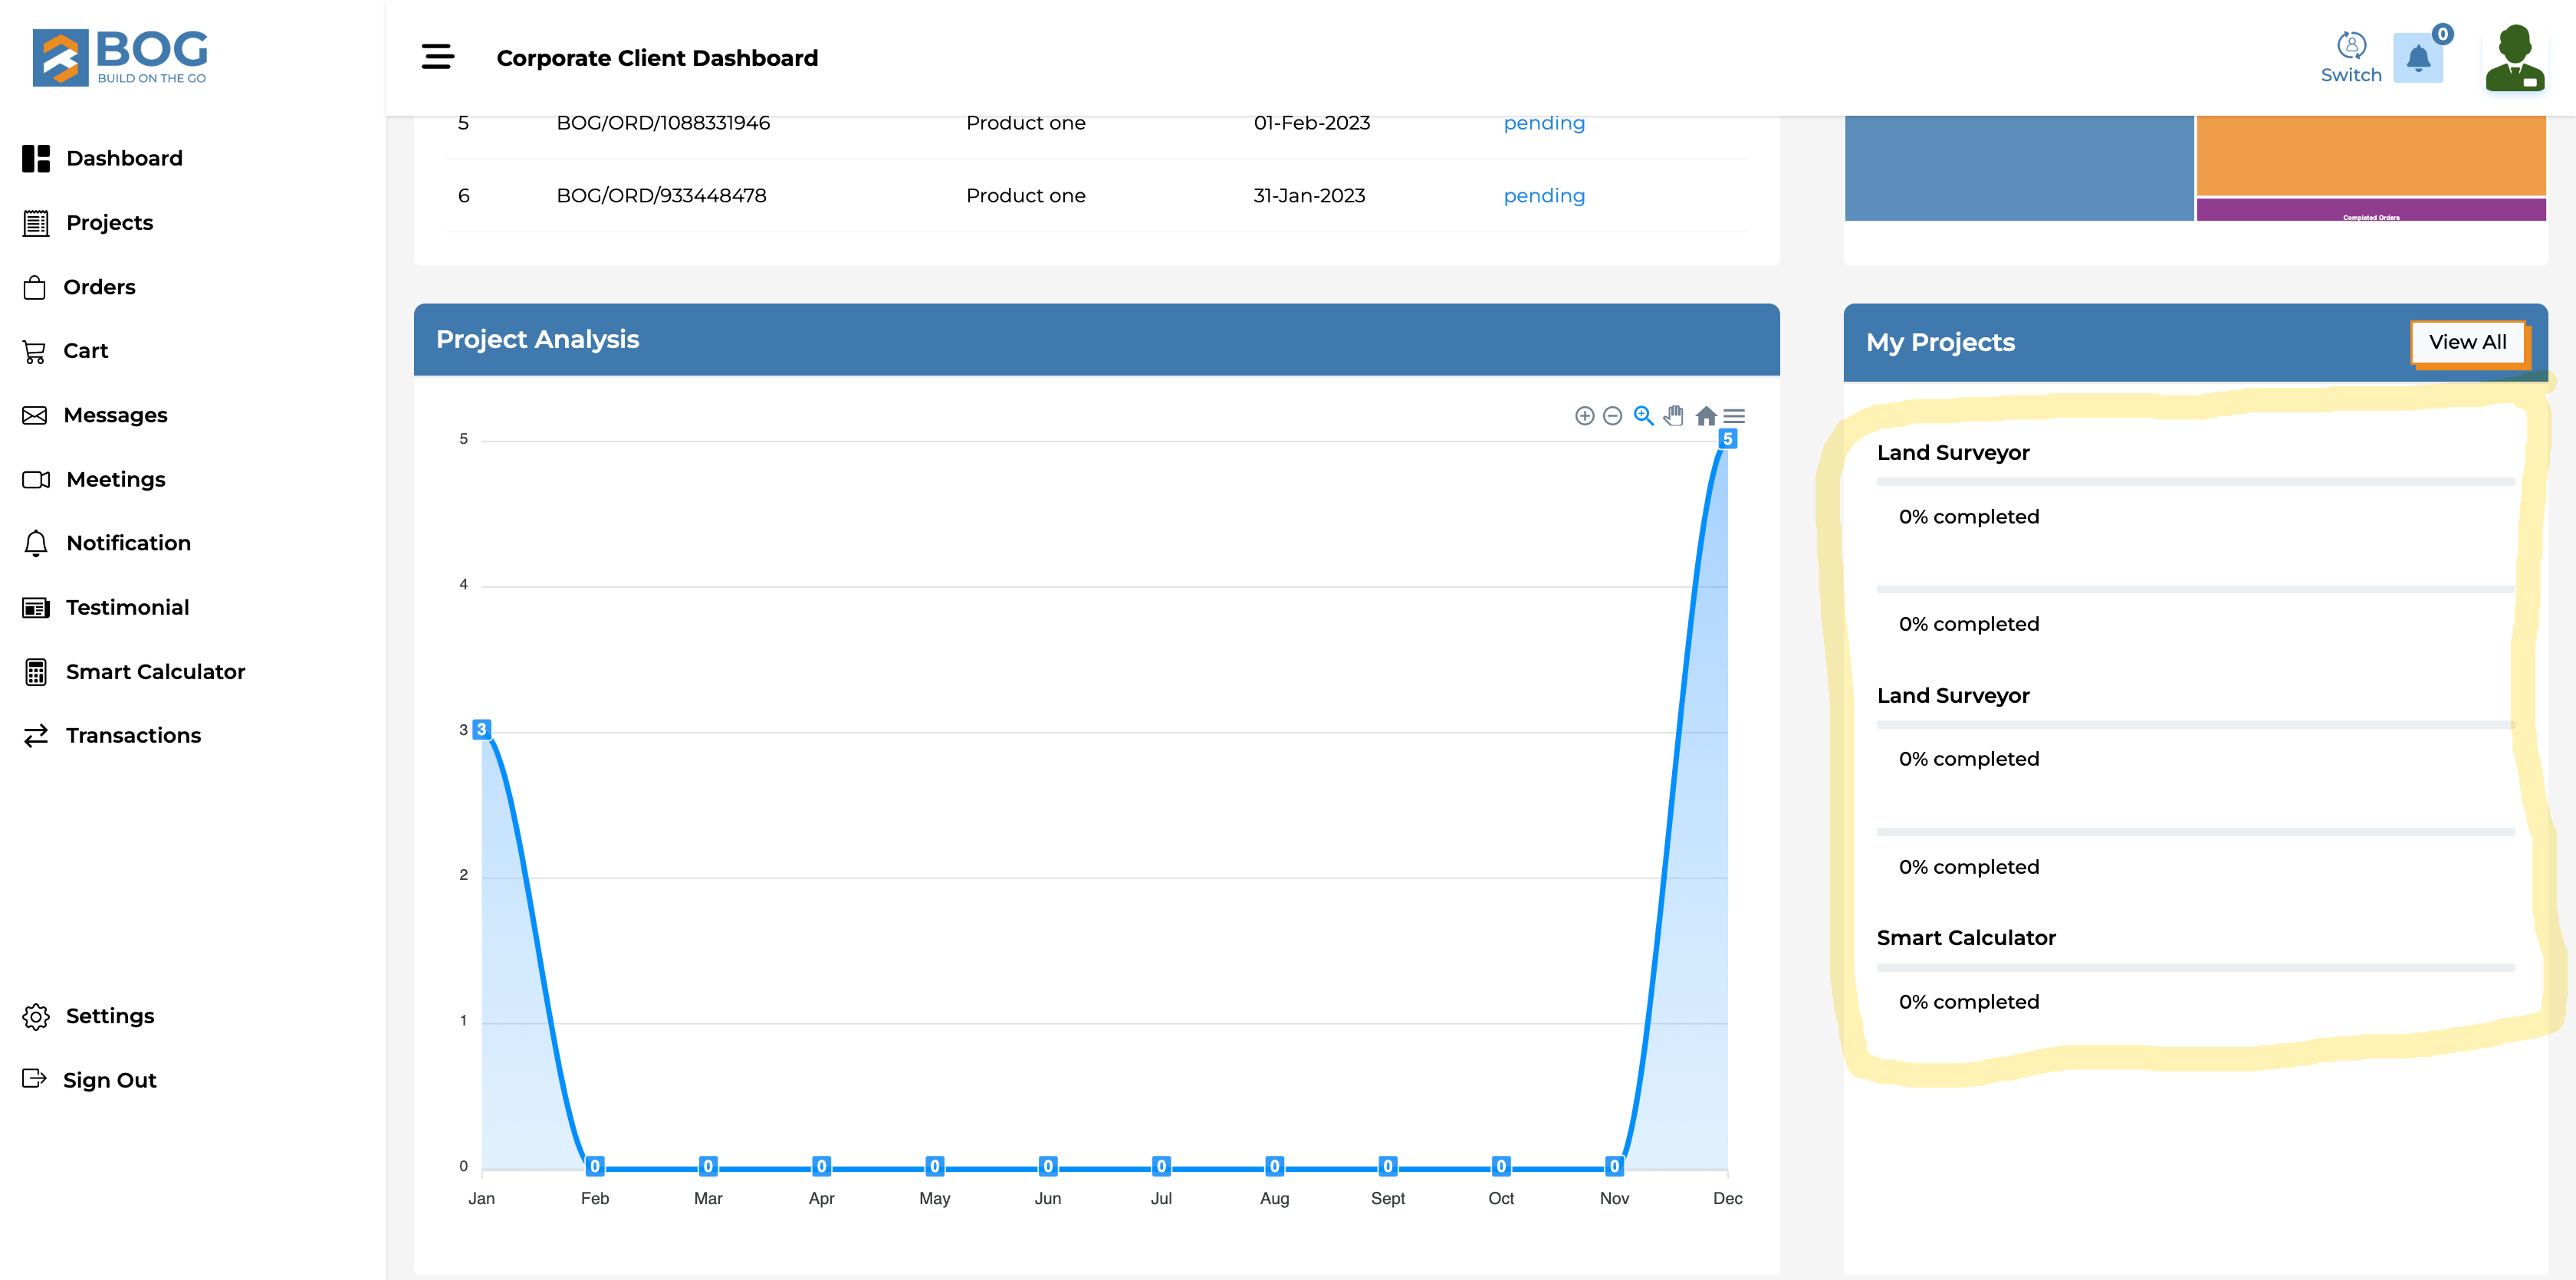 BOG
BUILD ON THE GO
Corporate Client Dashboard
Switch
0
Dashboard
Projects
Orders
Cart
Messages
Meetings
Notification
Testimonial
Smart Calculator
Transactions
Settings
Sign Out
5 BOG/ORD/1088331946 Product one 01-Feb-2023 pending
6 BOG/ORD/933448478 Product one 31-Jan-2023 pending
Completed Orders
Project Analysis
5
4
3
2
1
0
3 0 0 0 0 0 0 0 0 0 0 5
Jan Feb Mar Apr May Jun Jul Aug Sept Oct Nov Dec
My Projects
View All
Land Surveyor
0% completed
0% completed
Land Surveyor
0% completed
0% completed
Smart Calculator
0% completed